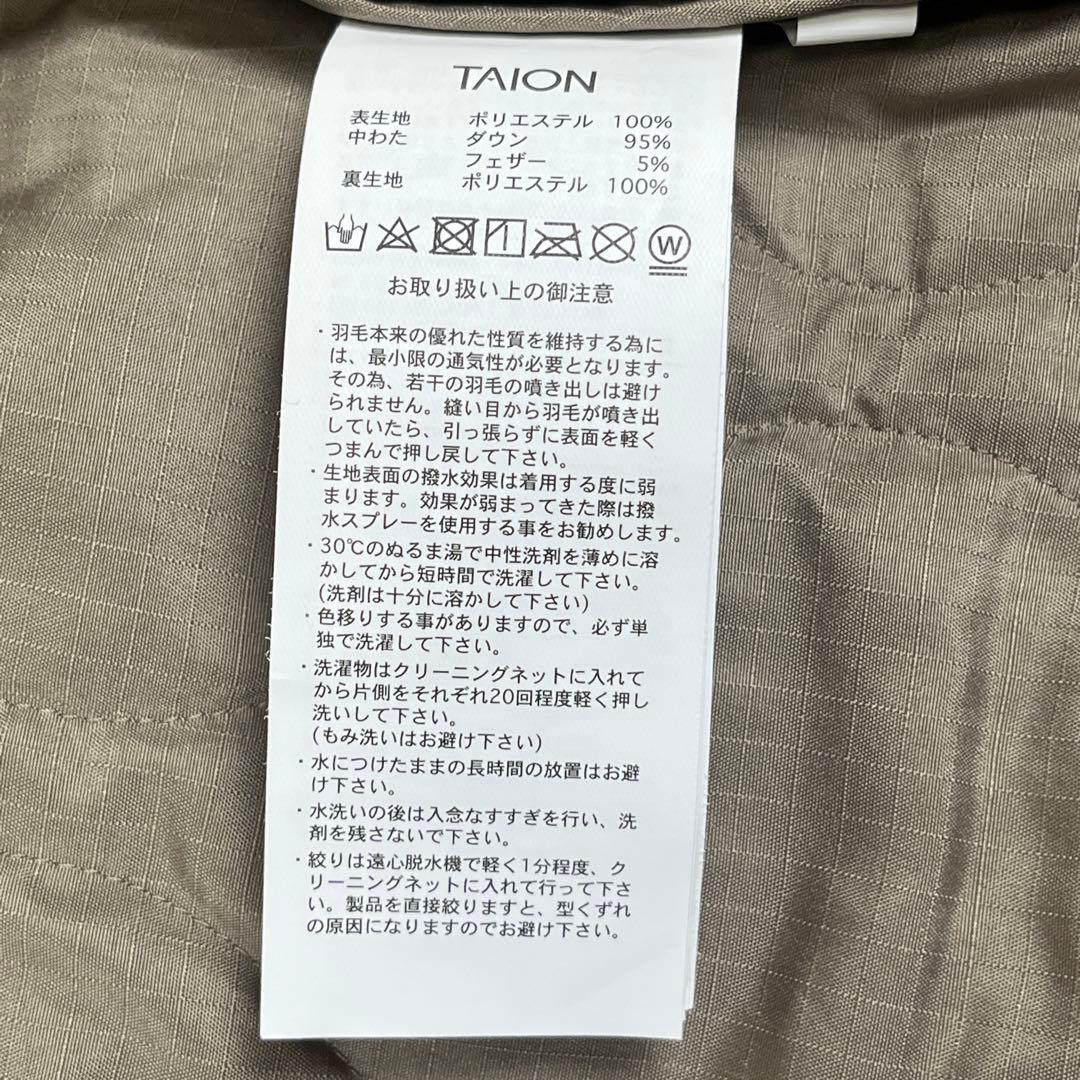 TAION
表生地 ポリエステル 100%
中わた ダウン 95%
フェザー 5%
裏生地 ポリエステル 100%
W
お取り扱い上の御注意
・羽毛本来の優れた性質を維持する為に
は、最小限の通気性が必要となります。
その為、若干の羽毛の噴き出しは避け
られません。縫い目から羽毛が噴き出
していたら、引っ張らずに表面を軽く
つまんで押し戻して下さい。
・生地表面の撥水効果は着用する度に弱
まります。効果が弱まってきた際は撥
水スプレーを使用する事をお勧めします。
・30℃のぬるま湯で中性洗剤を薄めに溶
かしてから短時間で洗濯して下さい。
(洗剤は十分に溶かして下さい)
・色移りする事がありますので、必ず単
独で洗濯して下さい。
・洗濯物はクリーニングネットに入れて
から片側をそれぞれ20回程度軽く押し
洗いして下さい。
(もみ洗いはお避け下さい)
・水につけたままの長時間の放置はお避
け下さい。
・水洗いの後は入念なすすぎを行い、洗
剤を残さないで下さい。
・絞りは遠心脱水機で軽く1分程度、ク
リーニングネットに入れて行って下さ
い。製品を直接絞りますと、型くずれ
の原因になりますのでお避け下さい。